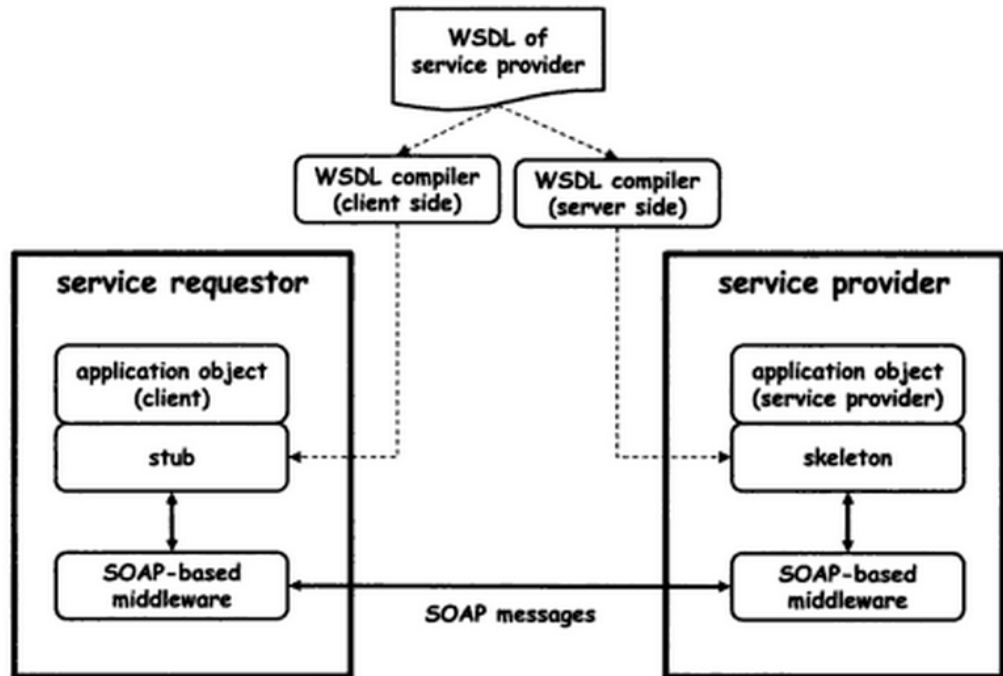 WSDL of
service provider
WSDL compiler
(client side)
WSDL compiler
(server side)
service requestor
application object
(client)
stub
SOAP-based
middleware
service provider
application object
(service provider)
skeleton
SOAP-based
middleware
SOAP messages